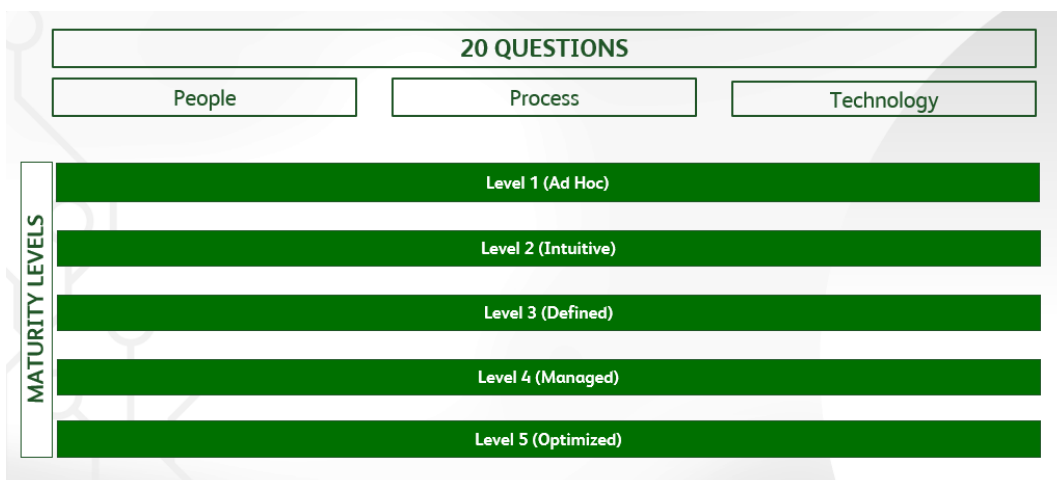 20 QUESTIONS
People
Process
Technology
MATURITY LEVELS
Level 1 (Ad Hoc)
Level 2 (Intuitive)
Level 3 (Defined)
Level 4 (Managed)
Level 5 (Optimized)